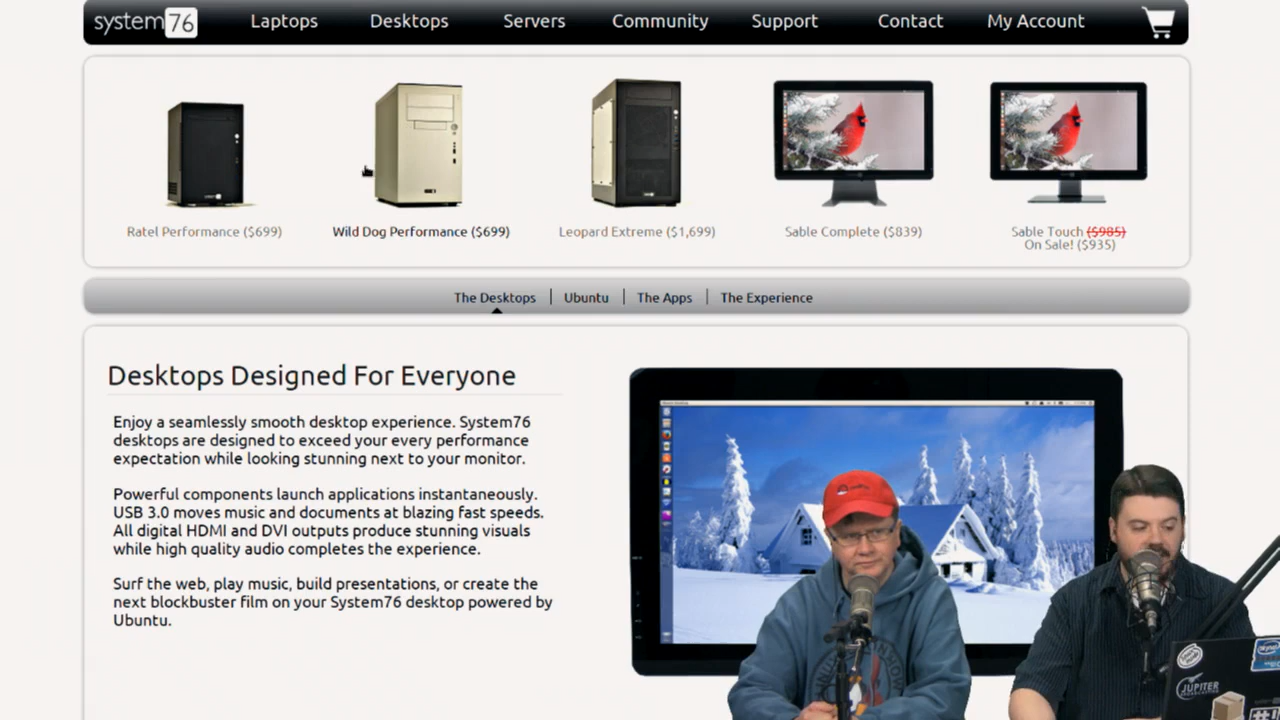 system76
Laptops
Desktops
Servers
Community
Support
Contact
My Account
Ratel Performance ($699)
Wild Dog Performance ($699)
Leopard Extreme ($1,699)
Sable Complete ($839)
Sable Touch ($985)
On Sale! ($935)
The Desktops
Ubuntu
The Apps
The Experience
Desktops Designed For Everyone
Enjoy a seamlessly smooth desktop experience. System76
desktops are designed to exceed your every performance
expectation while looking stunning next to your monitor.
Powerful components launch applications instantaneously.
USB 3.0 moves music and documents at blazing fast speeds.
All digital HDMI and DVI outputs produce stunning visuals
while high quality audio completes the experience.
Surf the web, play music, build presentations, or create the
next blockbuster film on your System76 desktop powered by
Ubuntu.
JUPITER